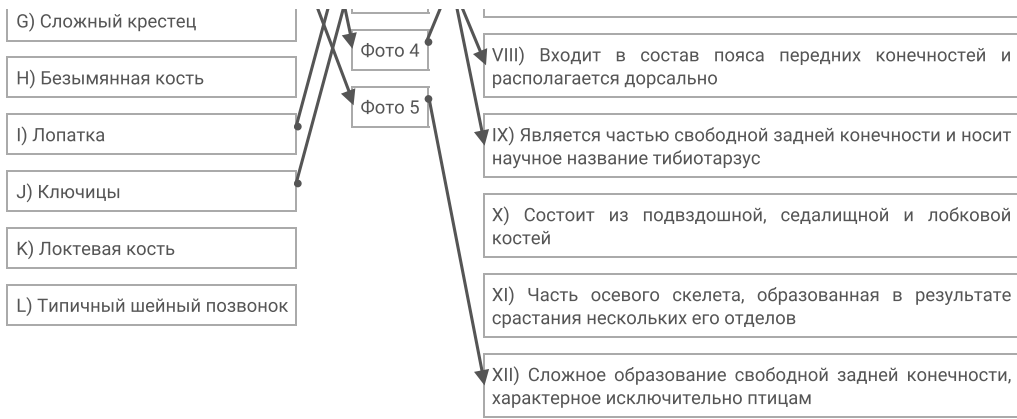 G) Сложный крестец
H) Безымянная кость
I) Лопатка
J) Ключицы
K) Локтевая кость
L) Типичный шейный позвонок
Фото 4
Фото 5
VIII) Входит в состав пояса передних конечностей и
располагается дорсально
IX) Является частью свободной задней конечности и носит
научное название тибиотарзус
X) Состоит из подвздошной, седалищной и лобковой
костей
XI) Часть осевого скелета, образованная в результате
срастания нескольких его отделов
XII) Сложное образование свободной задней конечности,
характерное исключительно птицам